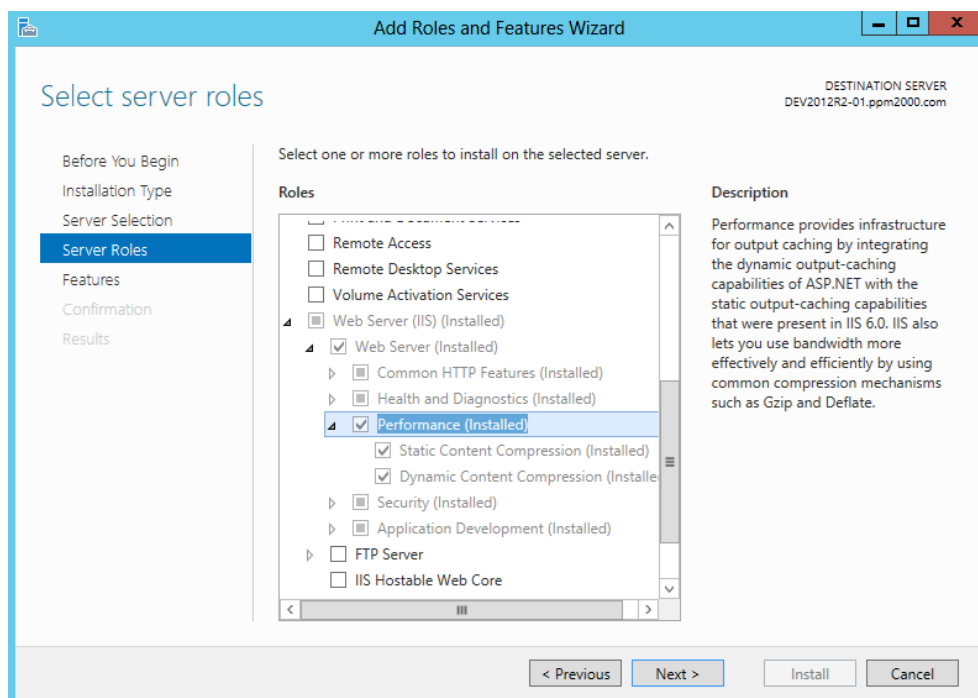 Add Roles and Features Wizard
Select server roles
DESTINATION SERVER
DEV2012R2-01.ppm2000.com
Before You Begin
Installation Type
Server Selection
Server Roles
Features
Confirmation
Results
Select one or more roles to install on the selected server.
Roles
Print and Document Services
Remote Access
Remote Desktop Services
Volume Activation Services
Web Server (IIS) (Installed)
Web Server (Installed)
Common HTTP Features (Installed)
Health and Diagnostics (Installed)
Performance (Installed)
Static Content Compression (Installed)
Dynamic Content Compression (Installe
Security (Installed)
Application Development (Installed)
FTP Server
IIS Hostable Web Core
Description
Performance provides infrastructure
for output caching by integrating
the dynamic output-caching
capabilities of ASP.NET with the
static output-caching capabilities
that were present in IIS 6.0. IIS also
lets you use bandwidth more
effectively and efficiently by using
common compression mechanisms
such as Gzip and Deflate.
< Previous
Next >
Install
Cancel